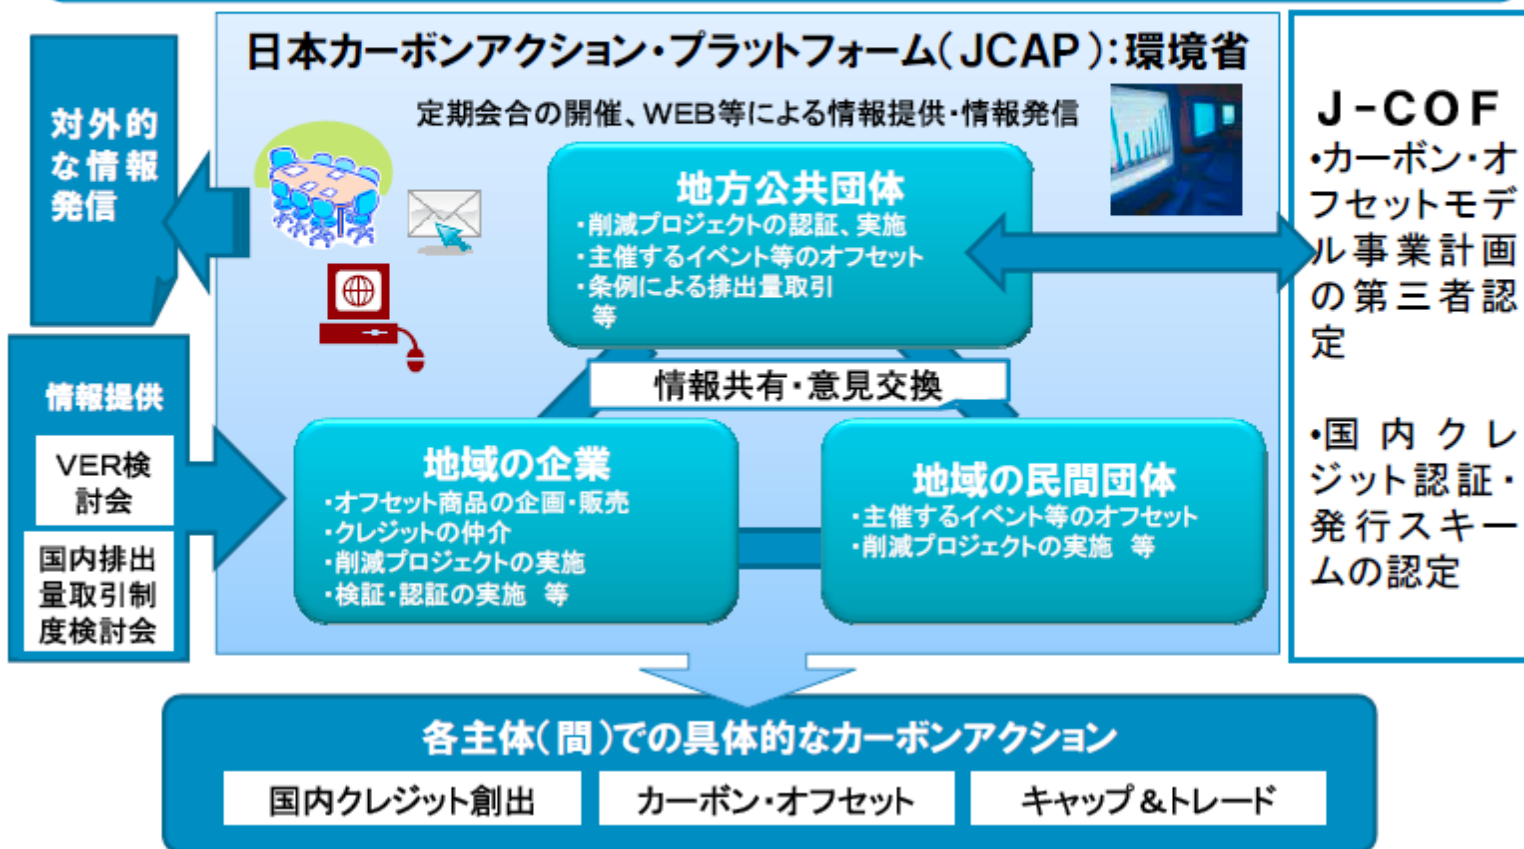 日本カーボンアクション・プラットフォーム(JCAP):環境省
定期会合の開催、WEB等による情報提供・情報発信
対外的
な情報
発信
地方公共団体
・削減プロジェクトの認証、実施
・主催するイベント等のオフセット
・条例による排出量取引
等
J-COF
•カーボン・オ
フセットモデ
ル事業計画
の第三者認
定
•国内クレ
ジット認証・
発行スキー
ムの認定
情報共有・意見交換
情報提供
VER検
討会
国内排出
量取引制
度検討会
地域の企業
・オフセット商品の企画・販売
・クレジットの仲介
・削減プロジェクトの実施
・検証・認証の実施　等
地域の民間団体
・主催するイベント等のオフセット
・削減プロジェクトの実施　等
各主体(間)での具体的なカーボンアクション
国内クレジット創出
カーボン・オフセット
キャップ&トレード